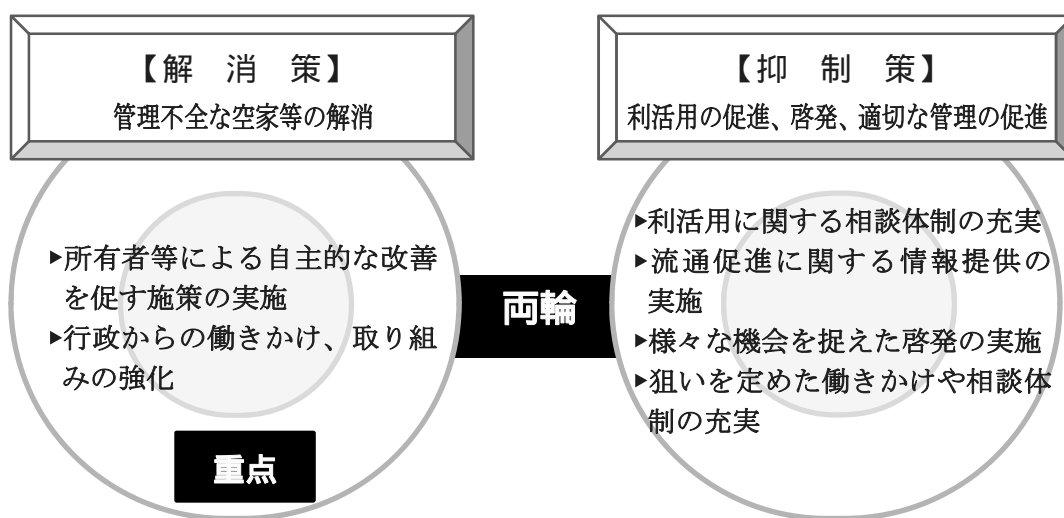 【解　消　策】
管理不全な空家等の解消
▶所有者等による自主的な改善
を促す施策の実施
▶行政からの働きかけ、取り組
みの強化
重点
両輪
【抑　制　策】
利活用の促進、啓発、適切な管理の促進
▶利活用に関する相談体制の充実
▶流通促進に関する情報提供の
実施
▶様々な機会を捉えた啓発の実施
▶狙いを定めた働きかけや相談体
制の充実